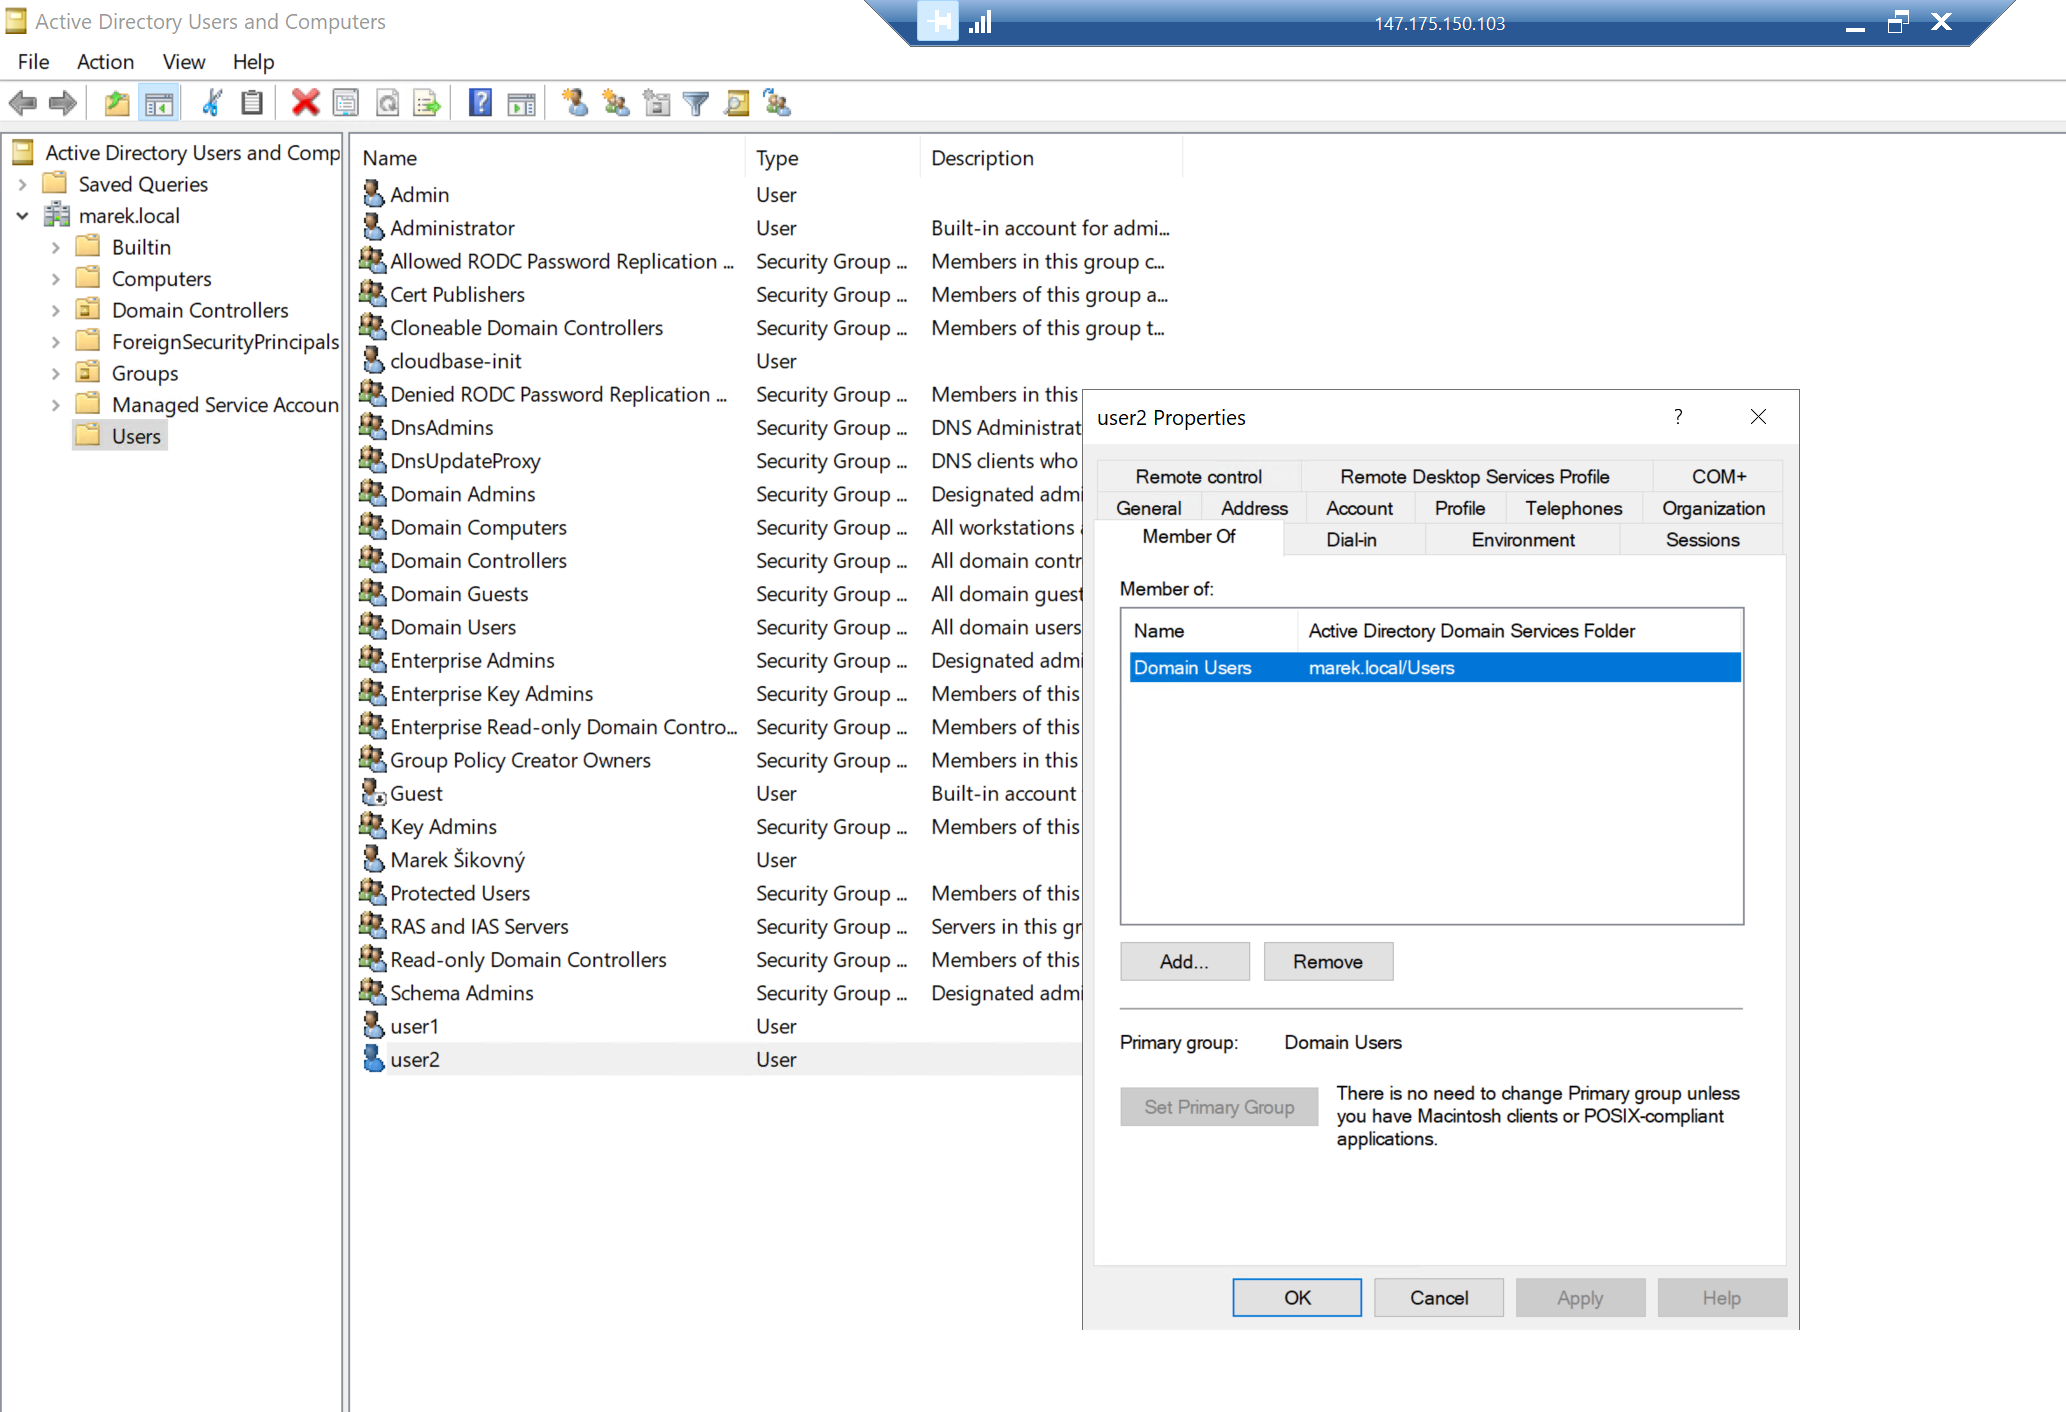 Active Directory Users and Computers
147.175.150.103
File Action View Help
Active Directory Users and Comp
Saved Queries
marek.local
Builtin
Computers
Domain Controllers
ForeignSecurityPrincipals
Groups
Managed Service Accoun
Users
Name Type Description
Admin User
Administrator User Built-in account for admi...
Allowed RODC Password Replication ... Security Group ... Members in this group c...
Cert Publishers Security Group ... Members of this group a...
Cloneable Domain Controllers Security Group ... Members of this group t...
cloudbase-init User
Denied RODC Password Replication ... Security Group ... Members in this
DnsAdmins Security Group ... DNS Administrat
DnsUpdateProxy Security Group ... DNS clients who
Domain Admins Security Group ... Designated admi
Domain Computers Security Group ... All workstations
Domain Controllers Security Group ... All domain contr
Domain Guests Security Group ... All domain guest
Domain Users Security Group ... All domain users
Enterprise Admins Security Group ... Designated admi
Enterprise Key Admins Security Group ... Members of this
Enterprise Read-only Domain Contro... Security Group ... Members of this
Group Policy Creator Owners Security Group ... Members in this
Guest User Built-in account
Key Admins Security Group ... Members of this
Marek Šikovný User
Protected Users Security Group ... Members of this
RAS and IAS Servers Security Group ... Servers in this gr
Read-only Domain Controllers Security Group ... Members of this
Schema Admins Security Group ... Designated admi
user1 User
user2 User
user2 Properties ?
Remote control Remote Desktop Services Profile COM+
General Address Account Profile Telephones Organization
Member Of Dial-in Environment Sessions
Member of:
Name Active Directory Domain Services Folder
Domain Users marek.local/Users
Add... Remove
Primary group: Domain Users
Set Primary Group
There is no need to change Primary group unless
you have Macintosh clients or POSIX-compliant
applications.
OK Cancel Apply Help